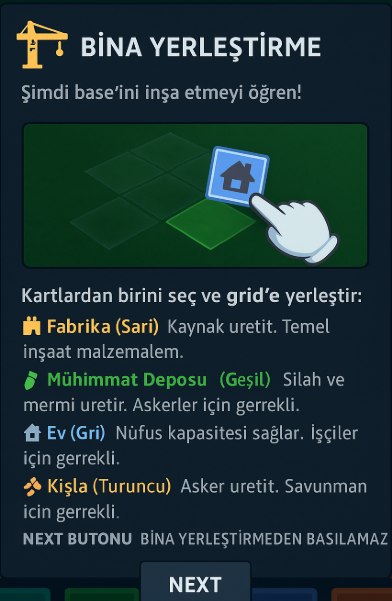 BİNA YERLEŞTİRME
Şimdi base'ini inşa etmeyi öğren!
Kartlardan birini seç ve grid'e yerleştir:
Fabrika (Sari) Kaynak uretit. Temel
inşaat malzemalem.
Mühimmat Deposu (Geşil) Silah ve
mermi uretir. Askerler için gerrekli.
Ev (Gri) Nüfus kapasitesi sağlar. İşçiler
için gerrekli.
Kişla (Turuncu) Asker uretit. Savunman
icin gerrekli.
NEXT BUTONU BİNA YERLEŞTİRMEDEN BASILAMAZ
NEXT